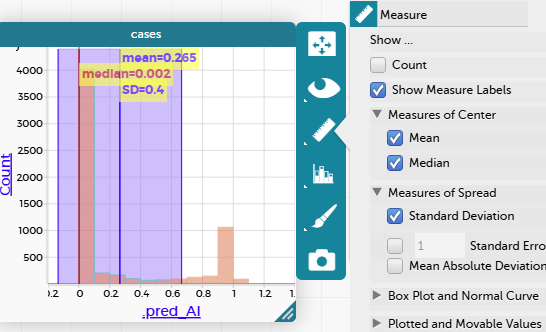 cases
mean=0.265
median=0.002
SD=0.4
4000
3500
3000
2500
2000
1500
1000
500
Count
0 0.2 0.4 0.6 0.8 1 1.2 1.
.pred_AI
Measure
Show ...
Count
Show Measure Labels
Measures of Center
Mean
Median
Measures of Spread
Standard Deviation
1 Standard Erro
Mean Absolute Deviation
Box Plot and Normal Curve
Plotted and Movable Values